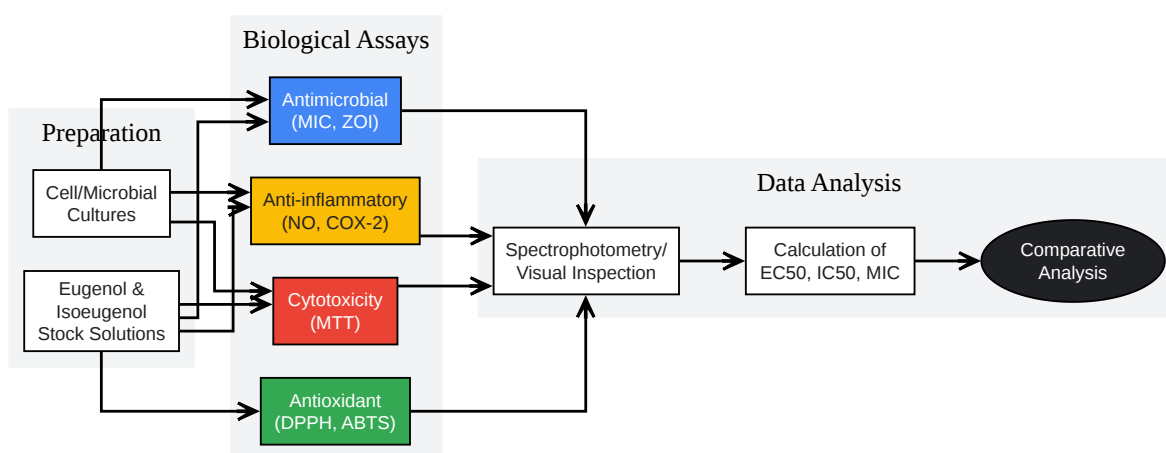 Biological Assays
Antimicrobial
(MIC, ZOI)
Preparation
Cell/Microbial
Cultures
Anti-inflammatory
(NO, COX-2)
Data Analysis
Spectrophotometry/
Visual Inspection
Calculation of
EC50, IC50, MIC
Comparative
Analysis
Eugenol &
Isoeugenol
Stock Solutions
Cytotoxicity
(MTT)
Antioxidant
(DPPH, ABTS)